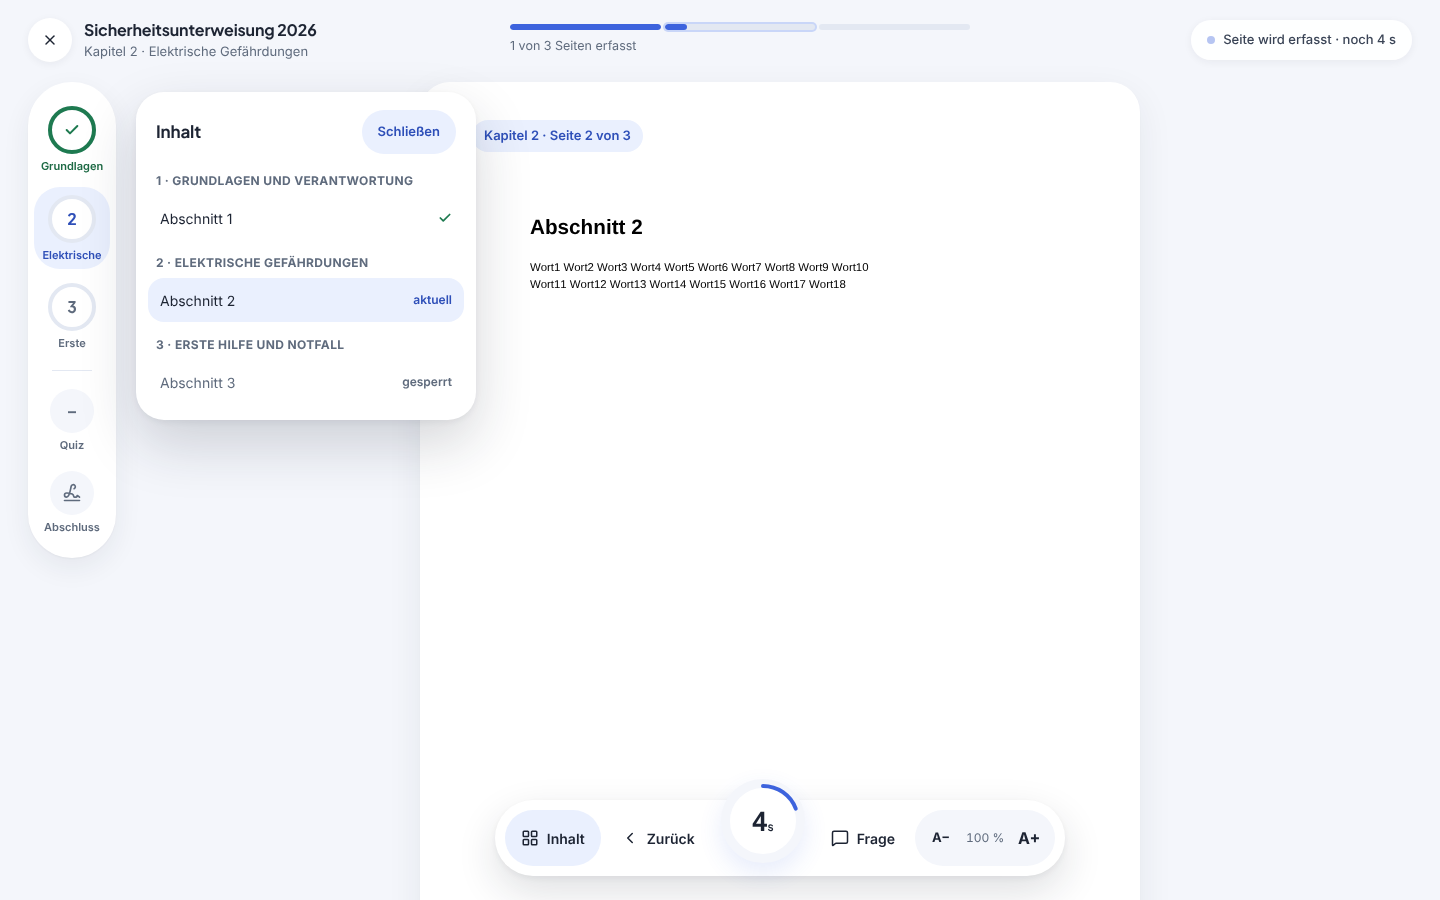 Sicherheitsunterweisung 2026
Kapitel 2 · Elektrische Gefährdungen
1 von 3 Seiten erfasst
Seite wird erfasst · noch 4 s
Grundlagen
2
Elektrische
3
Erste
–
Quiz
Abschluss
Inhalt
Schließen
1 · GRUNDLAGEN UND VERANTWORTUNG
Abschnitt 1
2 · ELEKTRISCHE GEFÄHRDUNGEN
Abschnitt 2 aktuell
3 · ERSTE HILFE UND NOTFALL
Abschnitt 3 gesperrt
Kapitel 2 · Seite 2 von 3
Abschnitt 2
Wort1 Wort2 Wort3 Wort4 Wort5 Wort6 Wort7 Wort8 Wort9 Wort10
Wort11 Wort12 Wort13 Wort14 Wort15 Wort16 Wort17 Wort18
Inhalt
Zurück
4s
Frage
A− 100 % A+